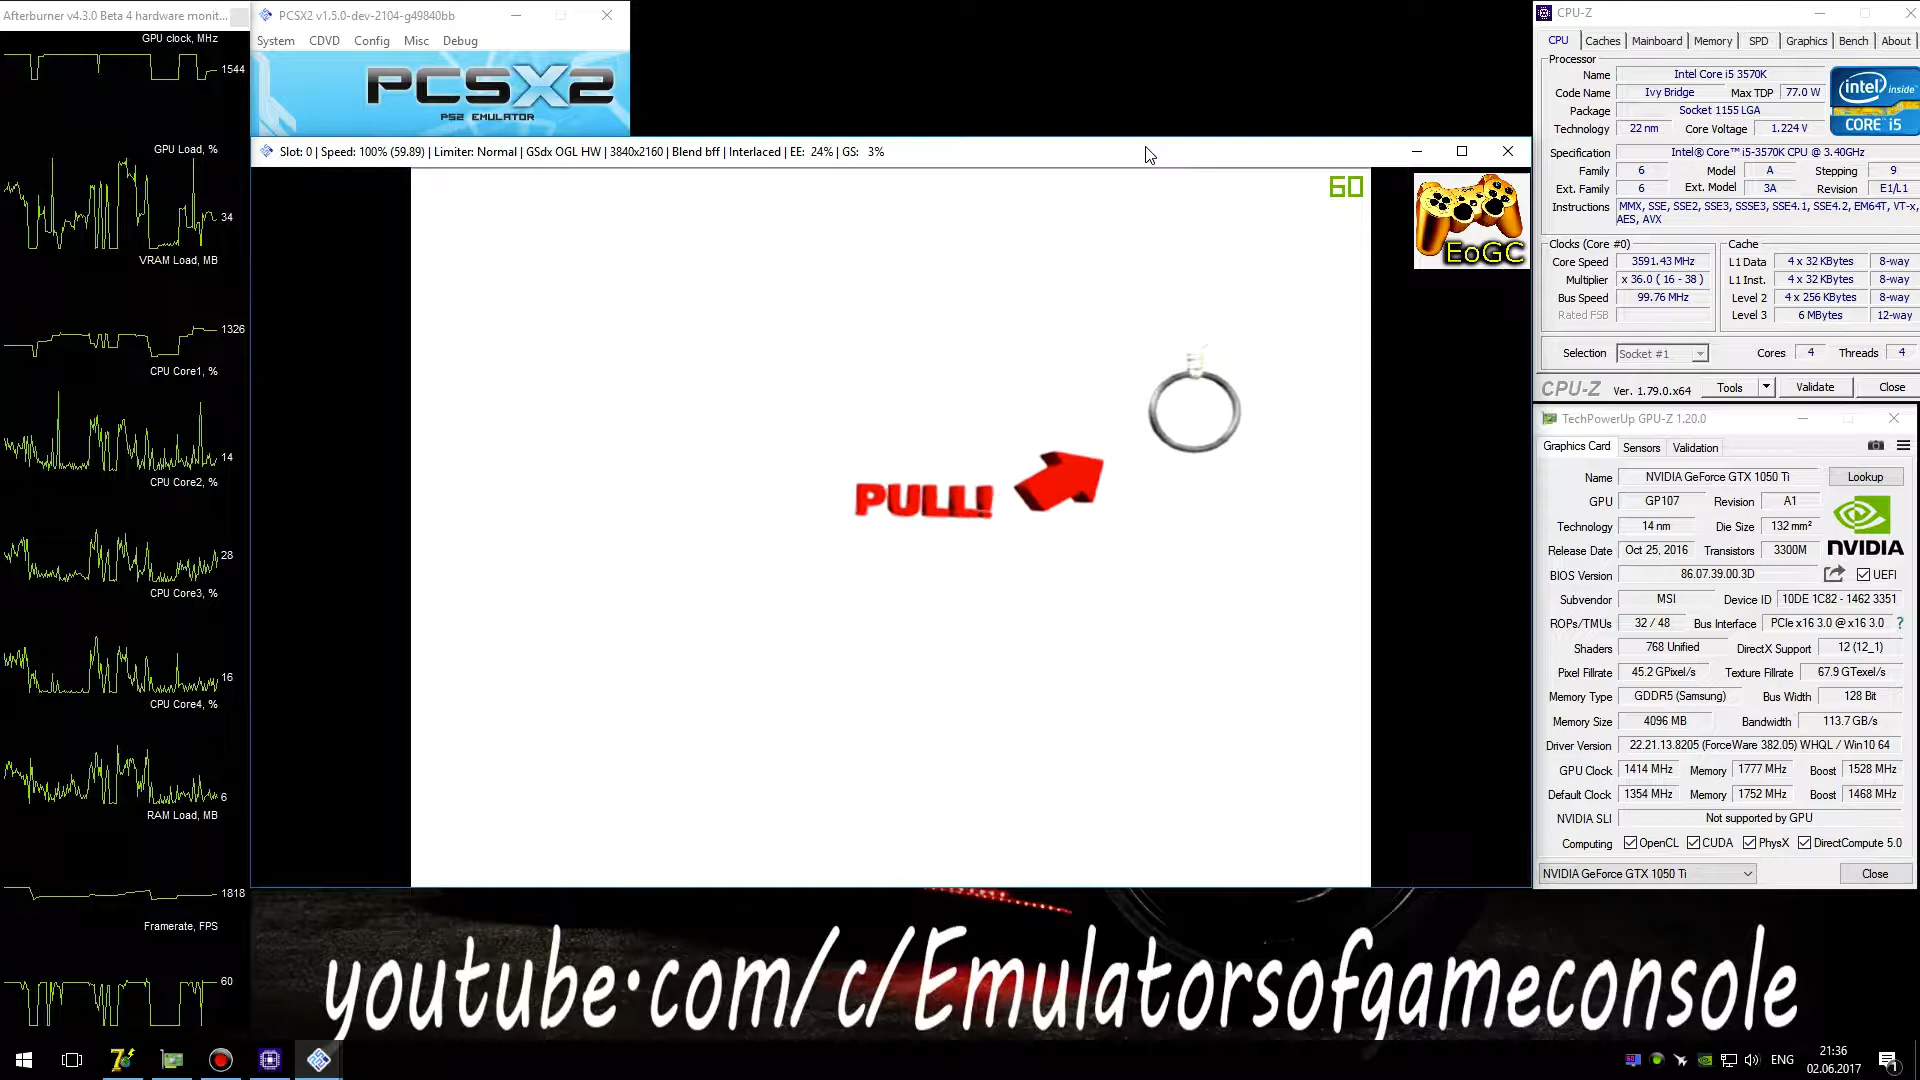 Afterburner v4.3.0 Beta 4 hardware monit...
GPU clock, MHz
1544
GPU Load, %
34
VRAM Load, MB
1326
CPU Core1, %
14
CPU Core2, %
28
CPU Core3, %
16
CPU Core4, %
6
RAM Load, MB
1818
Framerate, FPS
60
PCSX2 v1.5.0-dev-2104-g49840bb
System CDVD Config Misc Debug
PCSX2
PS2 EMULATOR
Slot: 0 | Speed: 100% (59.89) | Limiter: Normal | GSdx OGL HW | 3840x2160 | Blend bff | Interlaced | EE: 24% | GS: 3%
60
EoGC
PULL!
CPU-Z
CPU Caches Mainboard Memory SPD Graphics Bench About
Processor
Name Intel Core i5 3570K
Code Name Ivy Bridge Max TDP 77.0 W
Package Socket 1155 LGA
Technology 22 nm Core Voltage 1.224 V
intel inside
CORE i5
Specification Intel® Core™ i5-3570K CPU @ 3.40GHz
Family 6 Model A Stepping 9
Ext. Family 6 Ext. Model 3A Revision E1/L1
Instructions MMX, SSE, SSE2, SSE3, SSSE3, SSE4.1, SSE4.2, EM64T, VT-x,
AES, AVX
Clocks (Core #0) Cache
Core Speed 3591.43 MHz L1 Data 4 x 32 KBytes 8-way
Multiplier x 36.0 ( 16 - 38 ) L1 Inst. 4 x 32 KBytes 8-way
Bus Speed 99.76 MHz Level 2 4 x 256 KBytes 8-way
Rated FSB Level 3 6 MBytes 12-way
Selection Socket #1 Cores 4 Threads 4
CPU-Z Ver. 1.79.0.x64 Tools Validate Close
TechPowerUp GPU-Z 1.20.0
Graphics Card Sensors Validation
Name NVIDIA GeForce GTX 1050 Ti Lookup
GPU GP107 Revision A1
Technology 14 nm Die Size 132 mm²
Release Date Oct 25, 2016 Transistors 3300M
NVIDIA
BIOS Version 86.07.39.00.3D UEFI
Subvendor MSI Device ID 10DE 1C82 - 1462 3351
ROPs/TMUs 32 / 48 Bus Interface PCIe x16 3.0 @ x16 3.0 ?
Shaders 768 Unified DirectX Support 12 (12_1)
Pixel Fillrate 45.2 GPixel/s Texture Fillrate 67.9 GTexel/s
Memory Type GDDR5 (Samsung) Bus Width 128 Bit
Memory Size 4096 MB Bandwidth 113.7 GB/s
Driver Version 22.21.13.8205 (ForceWare 382.05) WHQL / Win10 64
GPU Clock 1414 MHz Memory 1777 MHz Boost 1528 MHz
Default Clock 1354 MHz Memory 1752 MHz Boost 1468 MHz
NVIDIA SLI Not supported by GPU
Computing OpenCL CUDA PhysX DirectCompute 5.0
NVIDIA GeForce GTX 1050 Ti Close
youtube.com/c/Emulatorsofgameconsole
ENG
21:36
02.06.2017
1